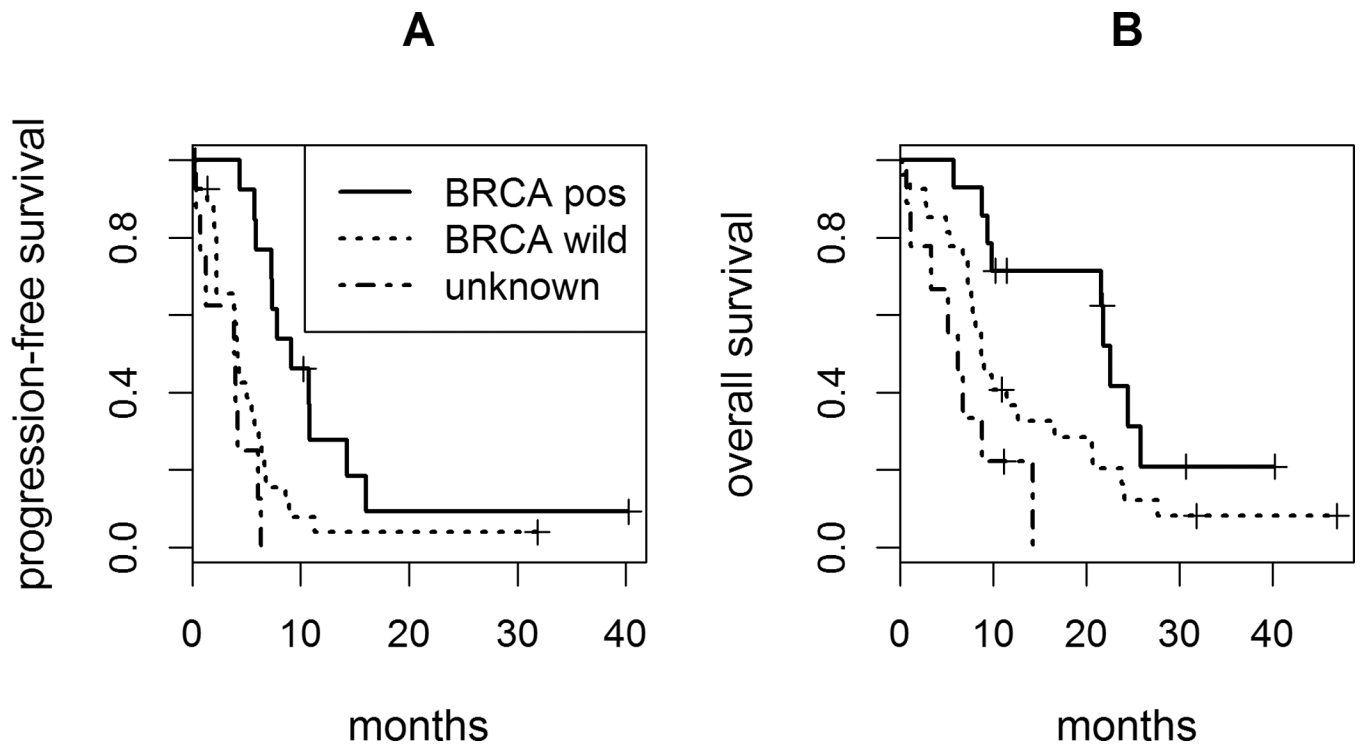 A
progression-free survival
0.8
0.4
0.0
BRCA pos
BRCA wild
unknown
0 10 20 30 40
months
B
overall survival
0.8
0.4
0.0
0 10 20 30 40
months